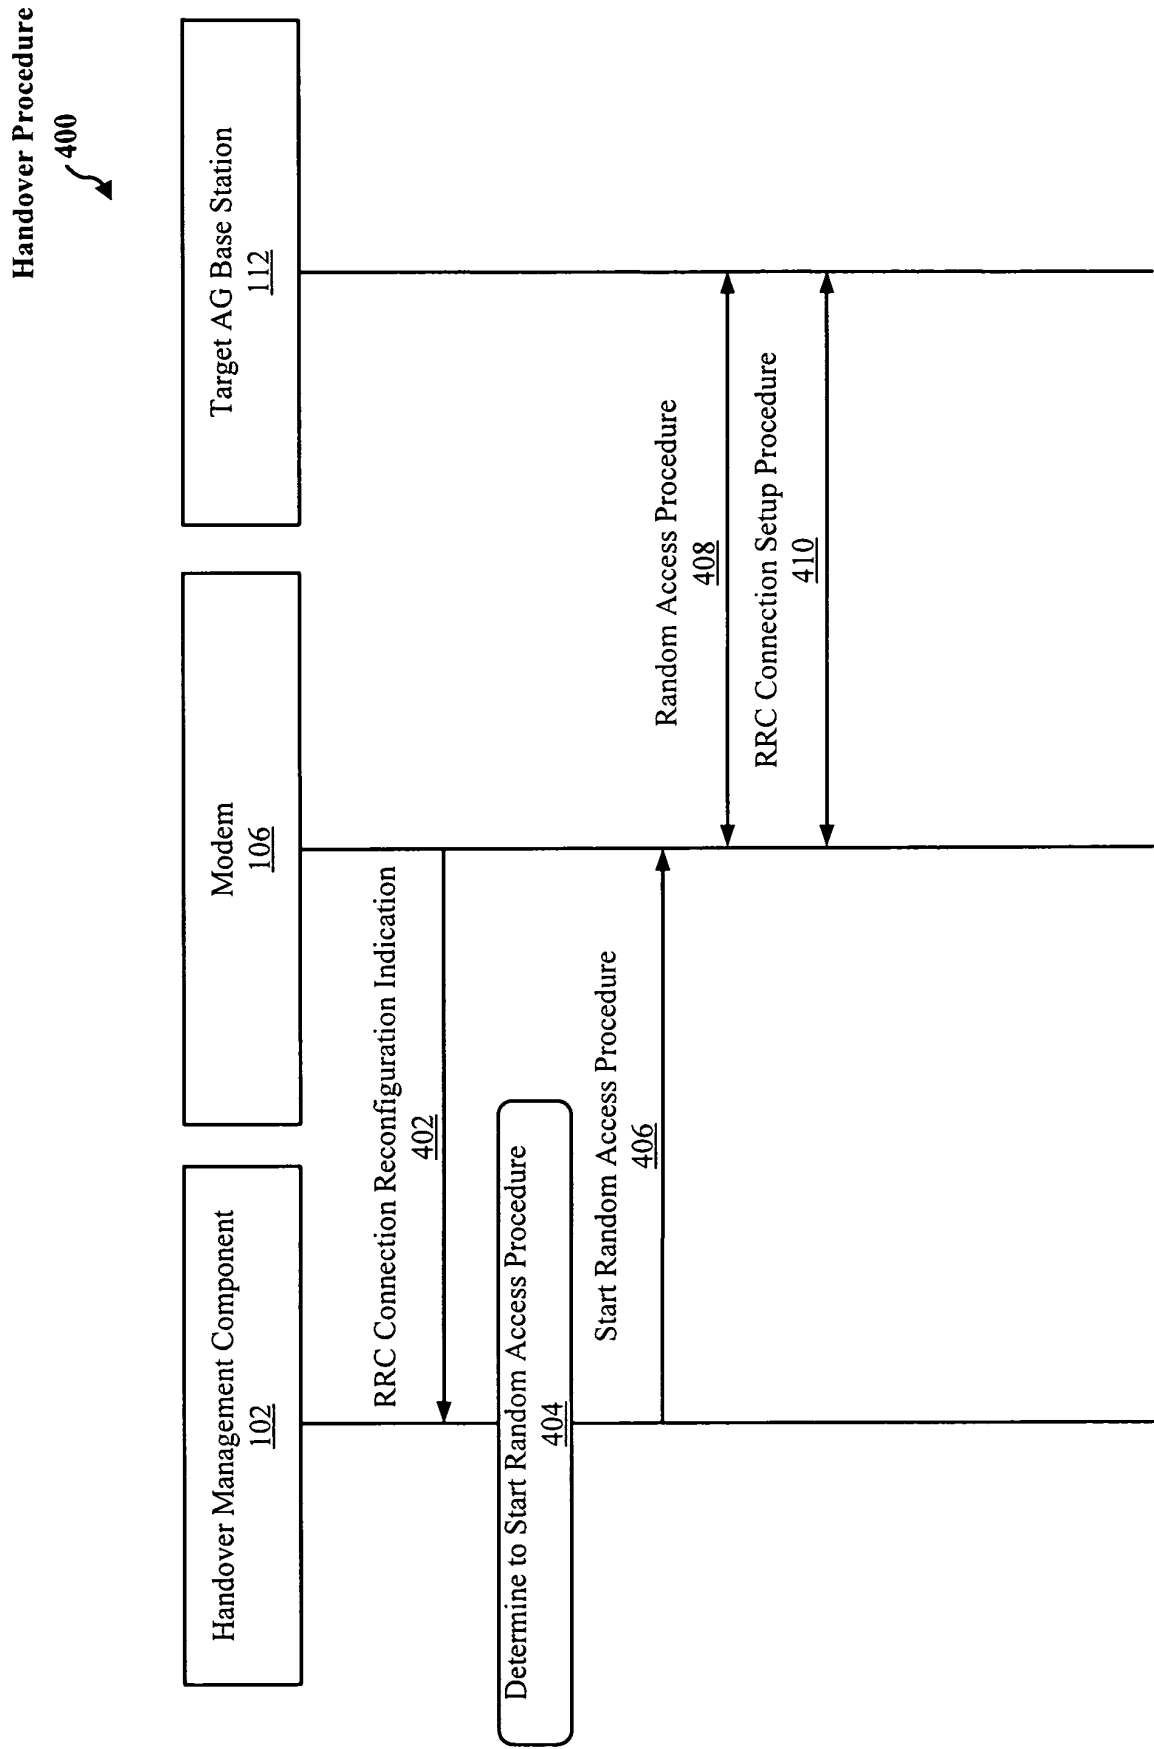 Handover Procedure
400
Handover Management Component
102
Modem
106
Target AG Base Station
112
RRC Connection Reconfiguration Indication
402
Determine to Start Random Access Procedure
404
Start Random Access Procedure
406
Random Access Procedure
408
RRC Connection Setup Procedure
410